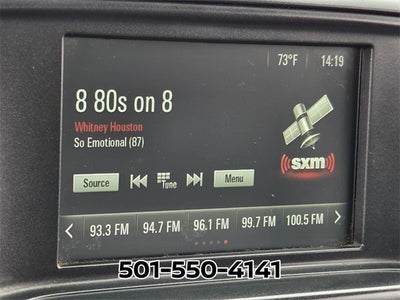 73°F 14:19
8 80s on 8
Whitney Houston
So Emotional (87)
sxm
Source Tune Menu
93.3 FM 94.7 FM 96.1 FM 99.7 FM 100.5 FM
501-550-4141